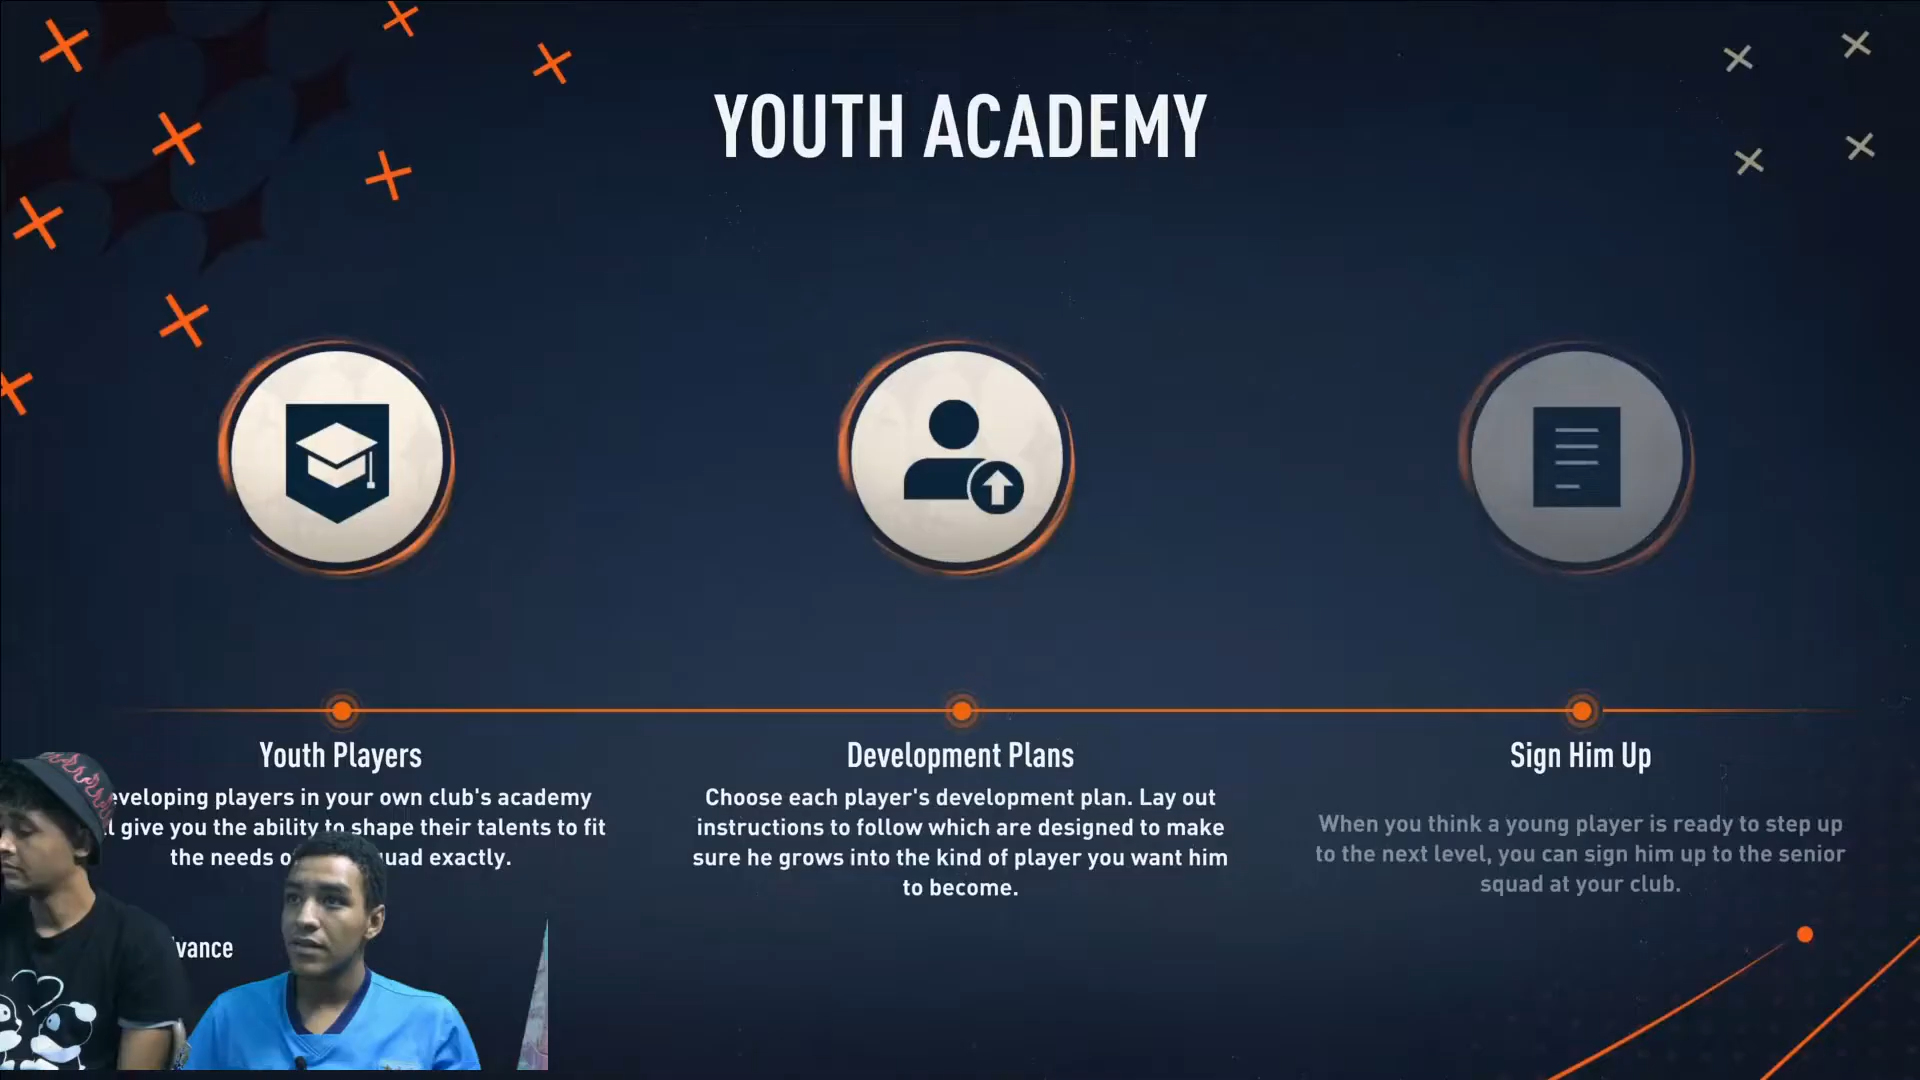 YOUTH ACADEMY
Youth Players
eveloping players in your own club's academy
give you the ability to shape their talents to fit
the needs uad exactly.
Development Plans
Choose each player's development plan. Lay out
instructions to follow which are designed to make
sure he grows into the kind of player you want him
to become.
Sign Him Up
When you think a young player is ready to step up
to the next level, you can sign him up to the senior
squad at your club.
vance